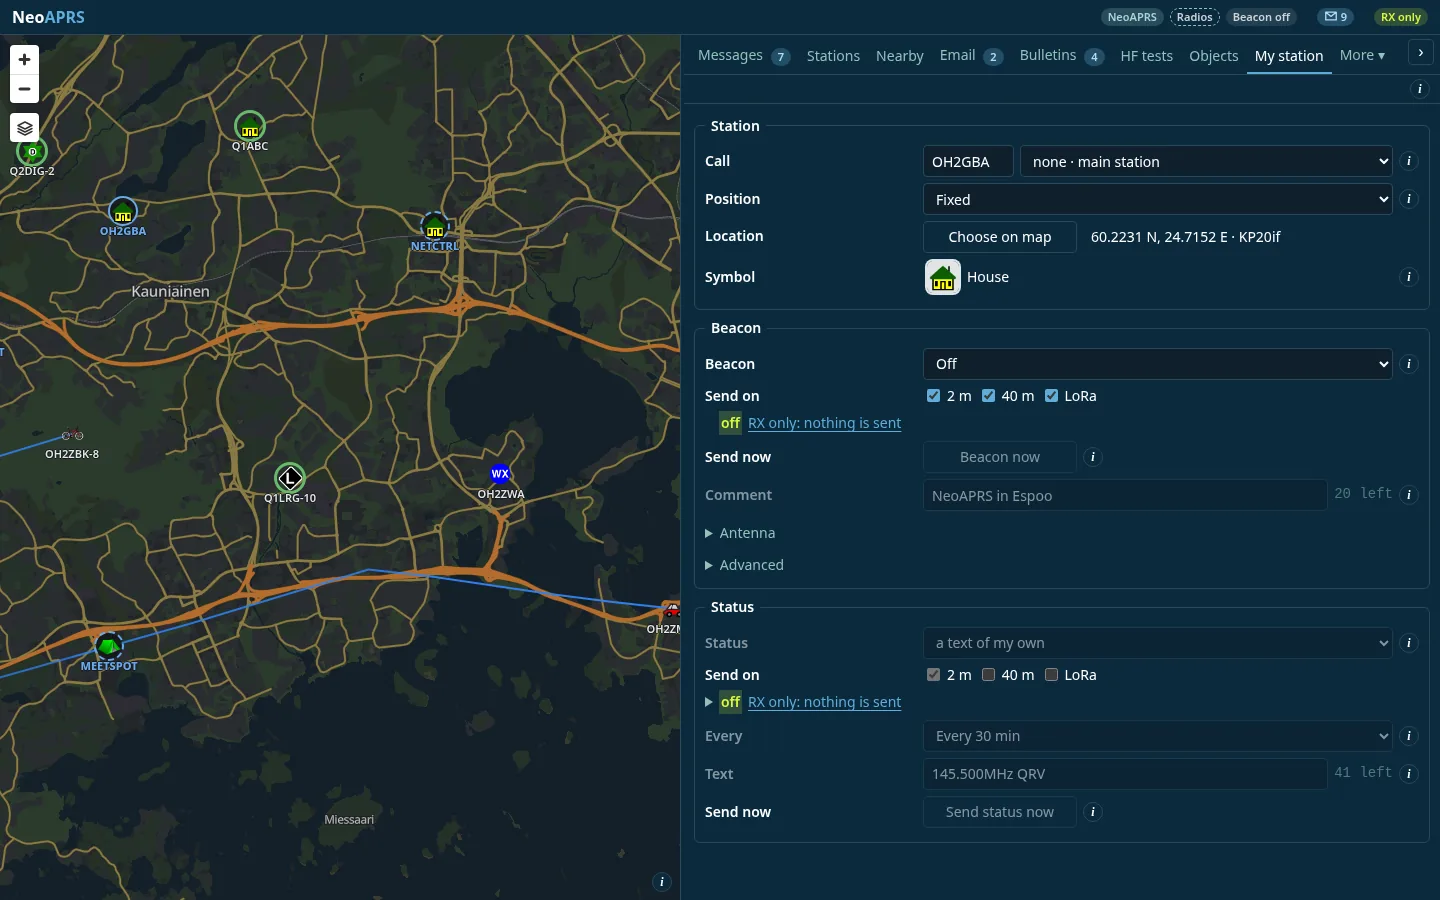 NeoAPRS
NeoAPRS Radios Beacon off 9 RX only
Messages 7 Stations Nearby Email 2 Bulletins 4 HF tests Objects My station More ▾ ›
i
+
−
Q1ABC
D
Q2DIG-2
OH2GBA
NETCTRL
Kauniainen
T
OH2ZBK-8
L
Q1LRG-10
WX
OH2ZWA
OH2ZM
MEETSPOT
Miessaari
i
Station
Call OH2GBA none · main station i
Position Fixed i
Location Choose on map 60.2231 N, 24.7152 E · KP20if
Symbol House i
Beacon
Beacon Off i
Send on 2 m 40 m LoRa
off RX only: nothing is sent
Send now Beacon now i
Comment NeoAPRS in Espoo 20 left i
▶ Antenna
▶ Advanced
Status
Status a text of my own i
Send on 2 m 40 m LoRa
▶ off RX only: nothing is sent
Every Every 30 min i
Text 145.500MHz QRV 41 left i
Send now Send status now i